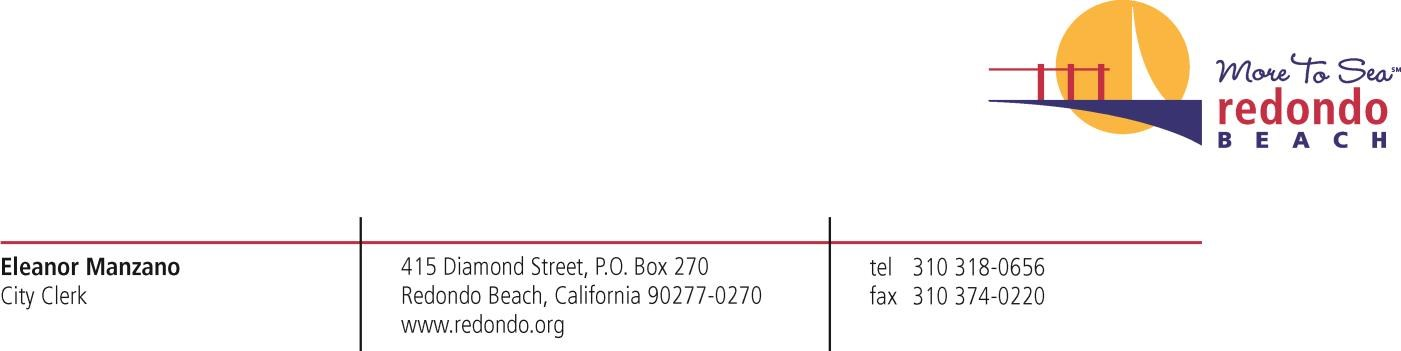 More To Sea℠
redondo
BEACH
Eleanor Manzano
City Clerk
415 Diamond Street, P.O. Box 270
Redondo Beach, California 90277-0270
www.redondo.org
tel 310 318-0656
fax 310 374-0220